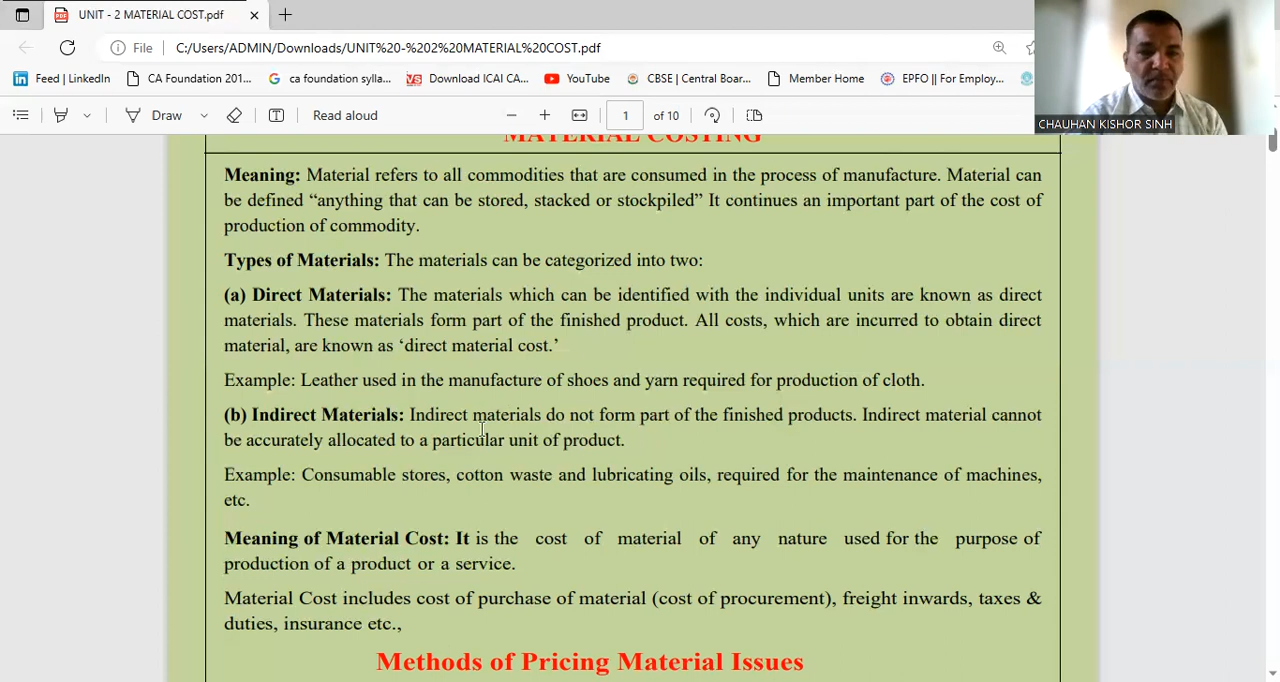 UNIT - 2 MATERIAL COST.pdf
File C:/Users/ADMIN/Downloads/UNIT%20-%202%20MATERIAL%20COST.pdf
Feed | LinkedIn CA Foundation 201... ca foundation sylla... Download ICAI CA... YouTube CBSE | Central Boar... Member Home EPFO || For Employ...
Draw Read aloud 1 of 10
CHAUHAN KISHOR SINH
MATERIAL COSTING
Meaning: Material refers to all commodities that are consumed in the process of manufacture. Material can
be defined “anything that can be stored, stacked or stockpiled” It continues an important part of the cost of
production of commodity.
Types of Materials: The materials can be categorized into two:
(a) Direct Materials: The materials which can be identified with the individual units are known as direct
materials. These materials form part of the finished product. All costs, which are incurred to obtain direct
material, are known as ‘direct material cost.’
Example: Leather used in the manufacture of shoes and yarn required for production of cloth.
(b) Indirect Materials: Indirect materials do not form part of the finished products. Indirect material cannot
be accurately allocated to a particular unit of product.
Example: Consumable stores, cotton waste and lubricating oils, required for the maintenance of machines,
etc.
Meaning of Material Cost: It is the cost of material of any nature used for the purpose of
production of a product or a service.
Material Cost includes cost of purchase of material (cost of procurement), freight inwards, taxes &
duties, insurance etc.,
Methods of Pricing Material Issues